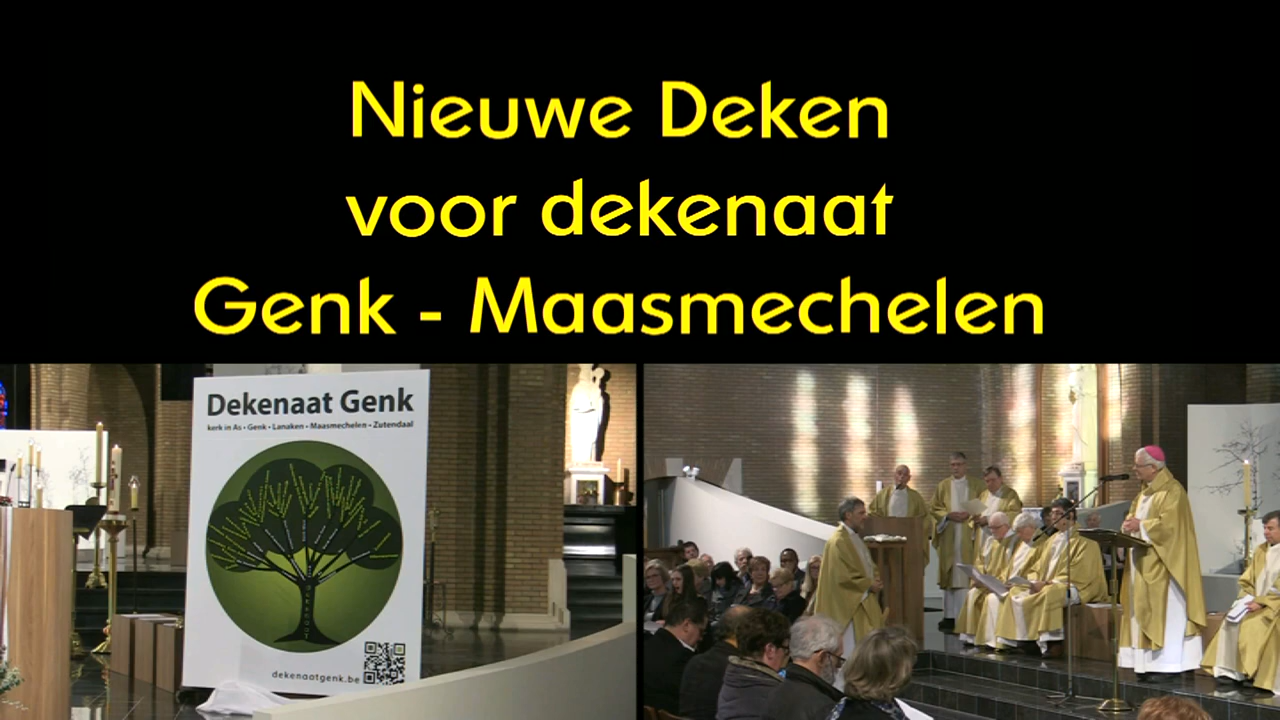 Nieuwe Deken
voor dekenaat
Genk - Maasmechelen
Dekenaat Genk
kerk in As • Genk • Lanaken • Maasmechelen • Zutendaal
dekenaatgenk.be